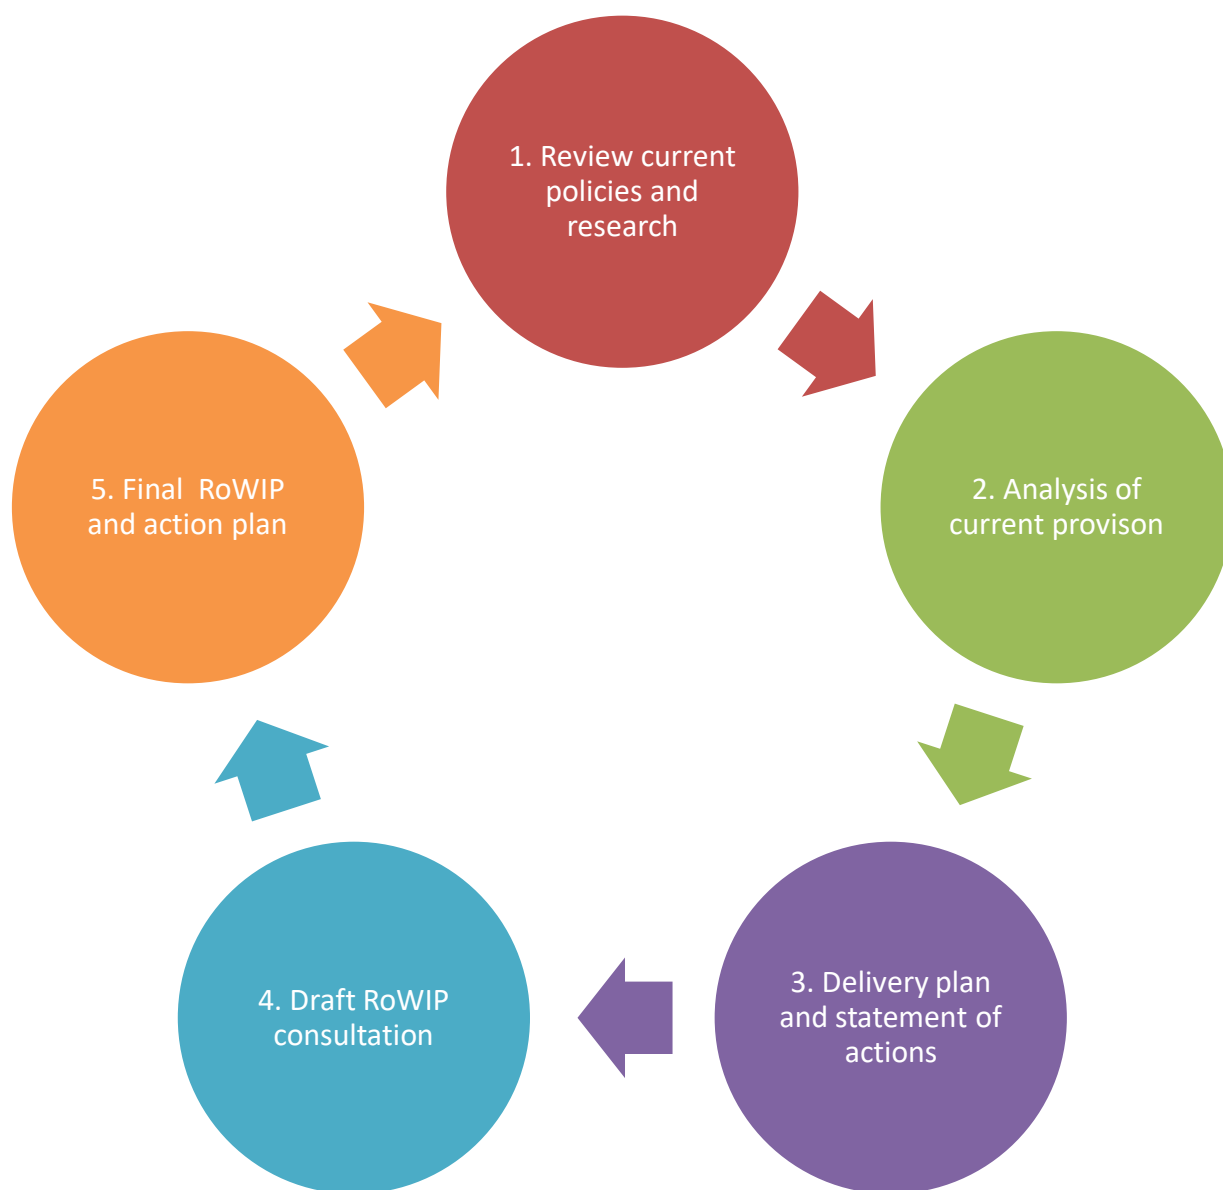 1. Review current
policies and
research
2. Analysis of
current provison
3. Delivery plan
and statement of
actions
4. Draft RoWIP
consultation
5. Final  RoWIP
and action plan